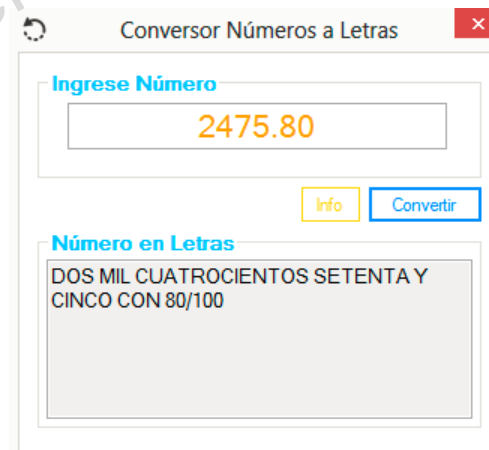 Conversor Números a Letras
Ingrese Número
2475.80
Info
Convertir
Número en Letras
DOS MIL CUATROCIENTOS SETENTA Y
CINCO CON 80/100